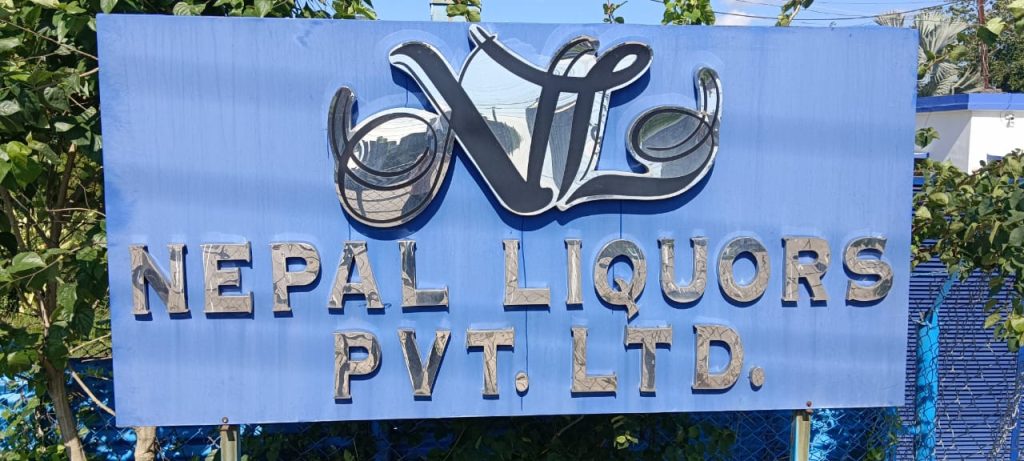 NL
NEPAL LIQUORS
PVT. LTD.